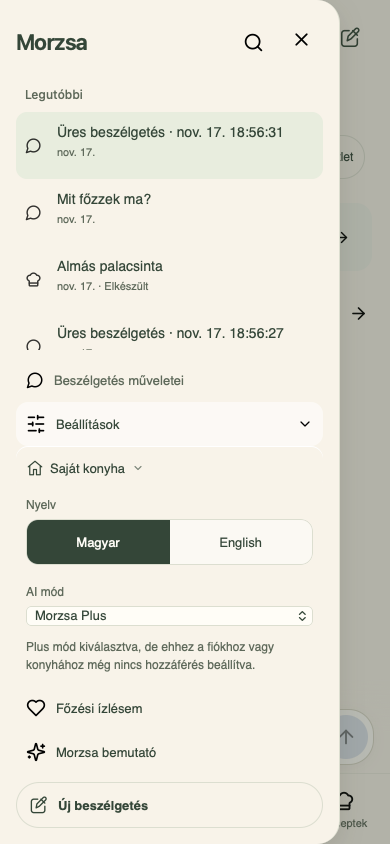 Morzsa
Legutóbbi
Üres beszélgetés · nov. 17. 18:56:31
nov. 17.
Mit főzzek ma?
nov. 17.
Almás palacsinta
nov. 17. · Elkészült
Üres beszélgetés · nov. 17. 18:56:27
Beszélgetés műveletei
Beállítások
Saját konyha
Nyelv
Magyar
English
AI mód
Morzsa Plus
Plus mód kiválasztva, de ehhez a fiókhoz vagy
konyhához még nincs hozzáférés beállítva.
Főzési ízlésem
Morzsa bemutató
Új beszélgetés